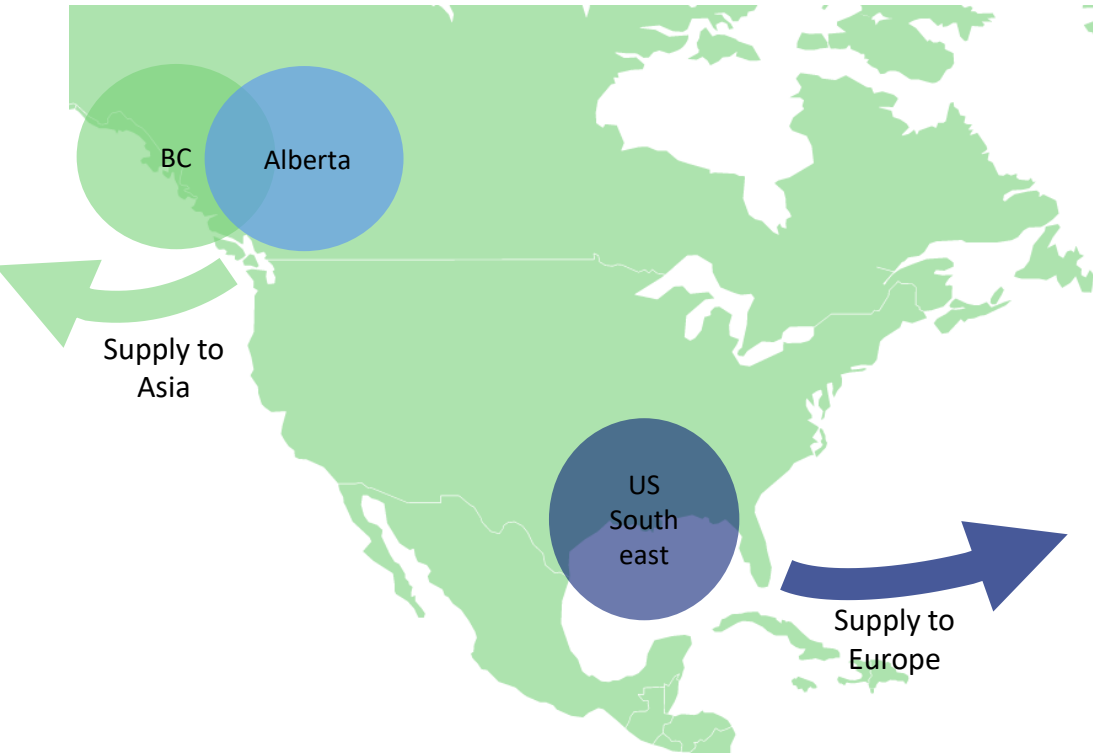 BC
Alberta
Supply to
Asia
US
South
east
Supply to
Europe